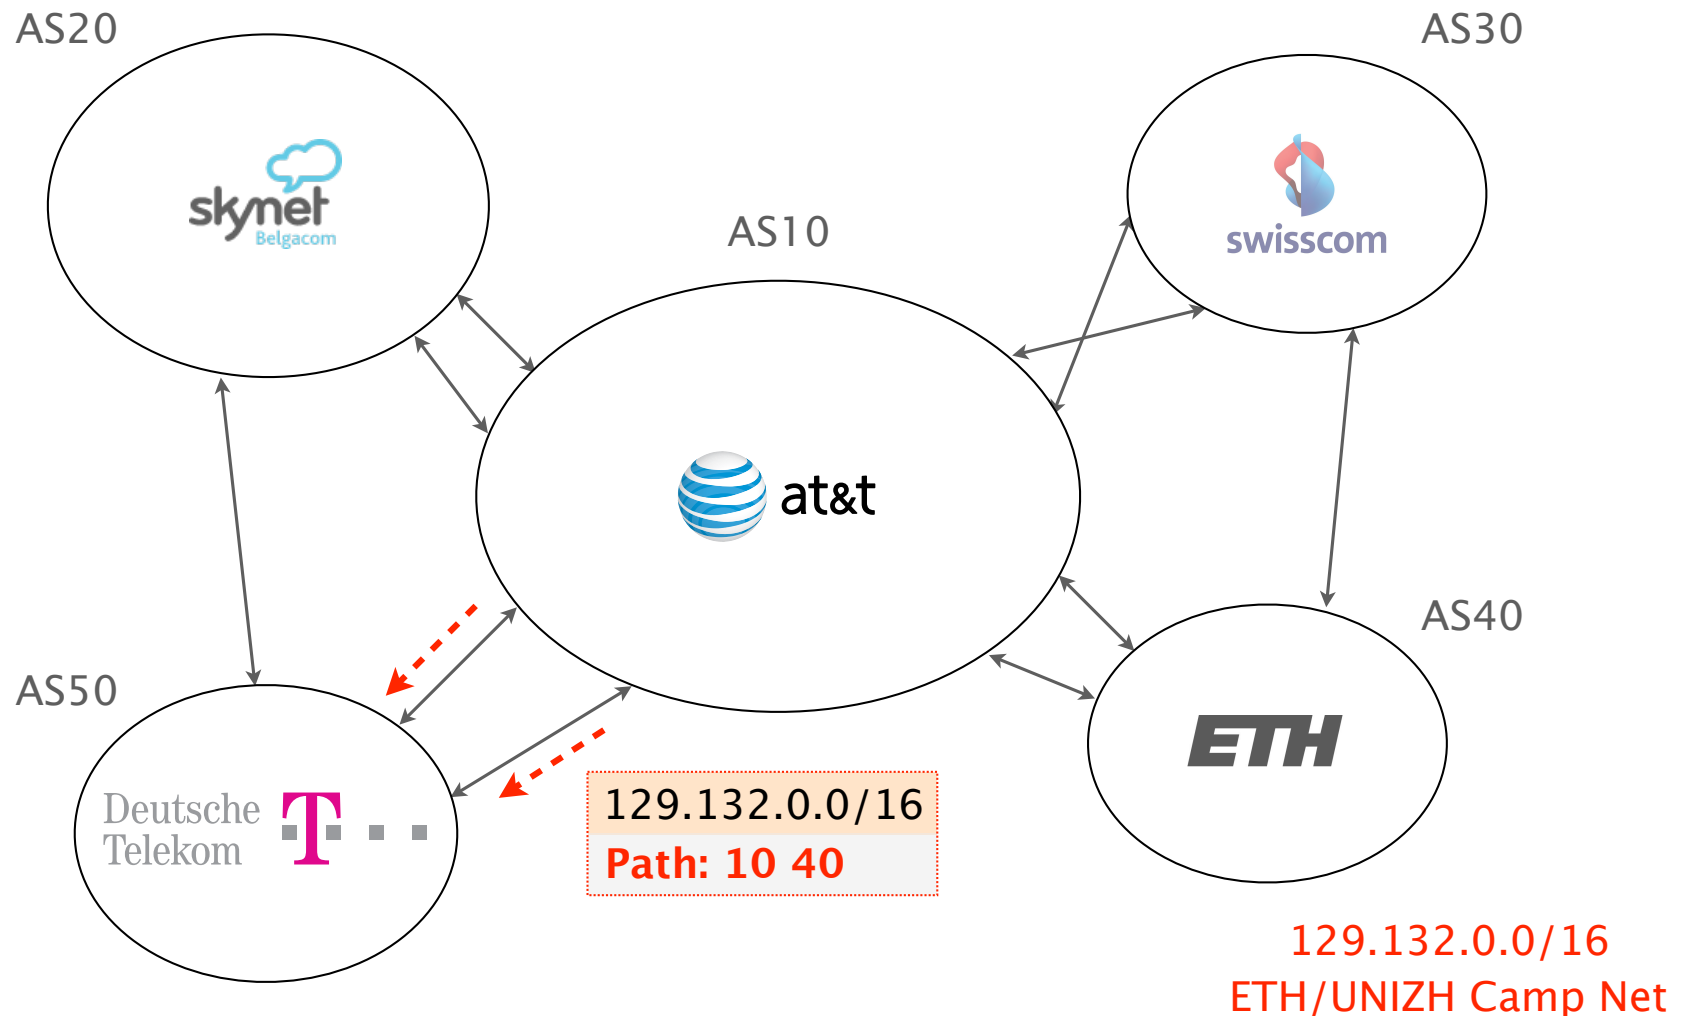 AS20
AS30
skynet
Belgacom
swisscom
AS10
at&t
AS40
AS50
ETH
Deutsche
Telekom
T
129.132.0.0/16
Path: 10 40
129.132.0.0/16
ETH/UNIZH Camp Net